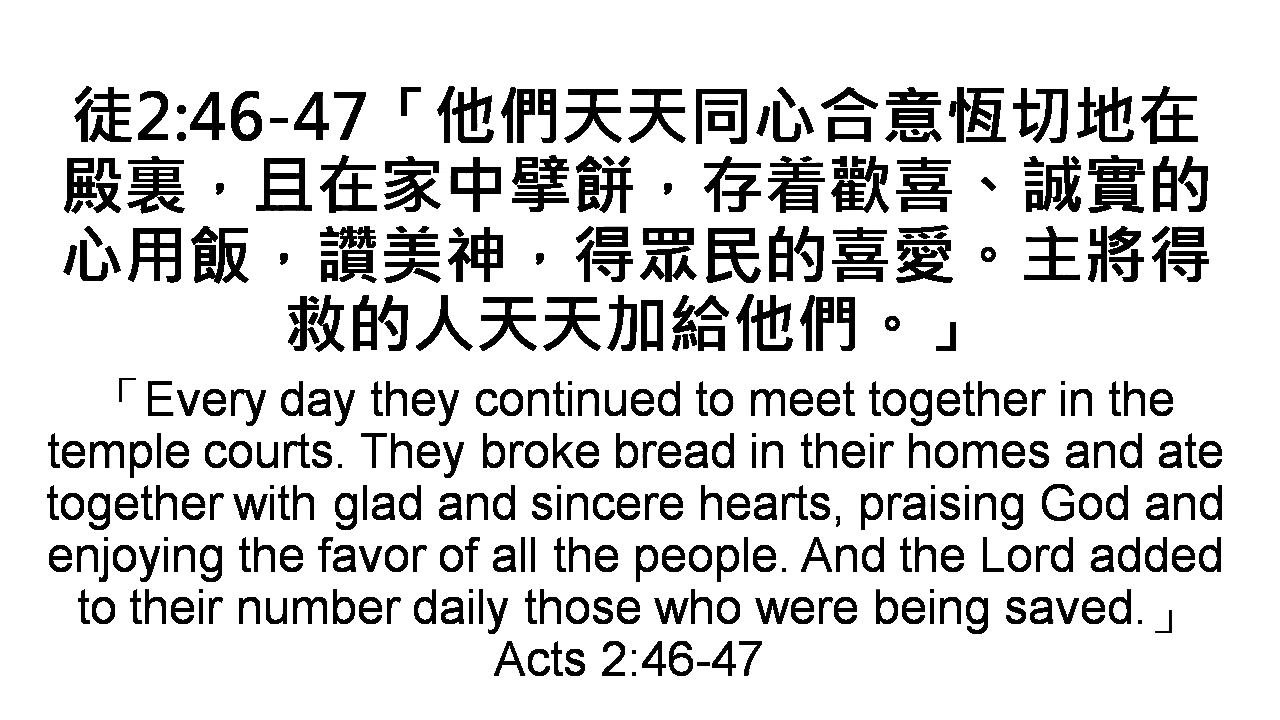 徒2:46-47「他們天天同心合意恆切地在
殿裏，且在家中擘餅，存着歡喜、誠實的
心用飯，讚美神，得眾民的喜愛。主將得
救的人天天加給他們。」
「Every day they continued to meet together in the
temple courts. They broke bread in their homes and ate
together with glad and sincere hearts, praising God and
enjoying the favor of all the people. And the Lord added
to their number daily those who were being saved.」
Acts 2:46-47